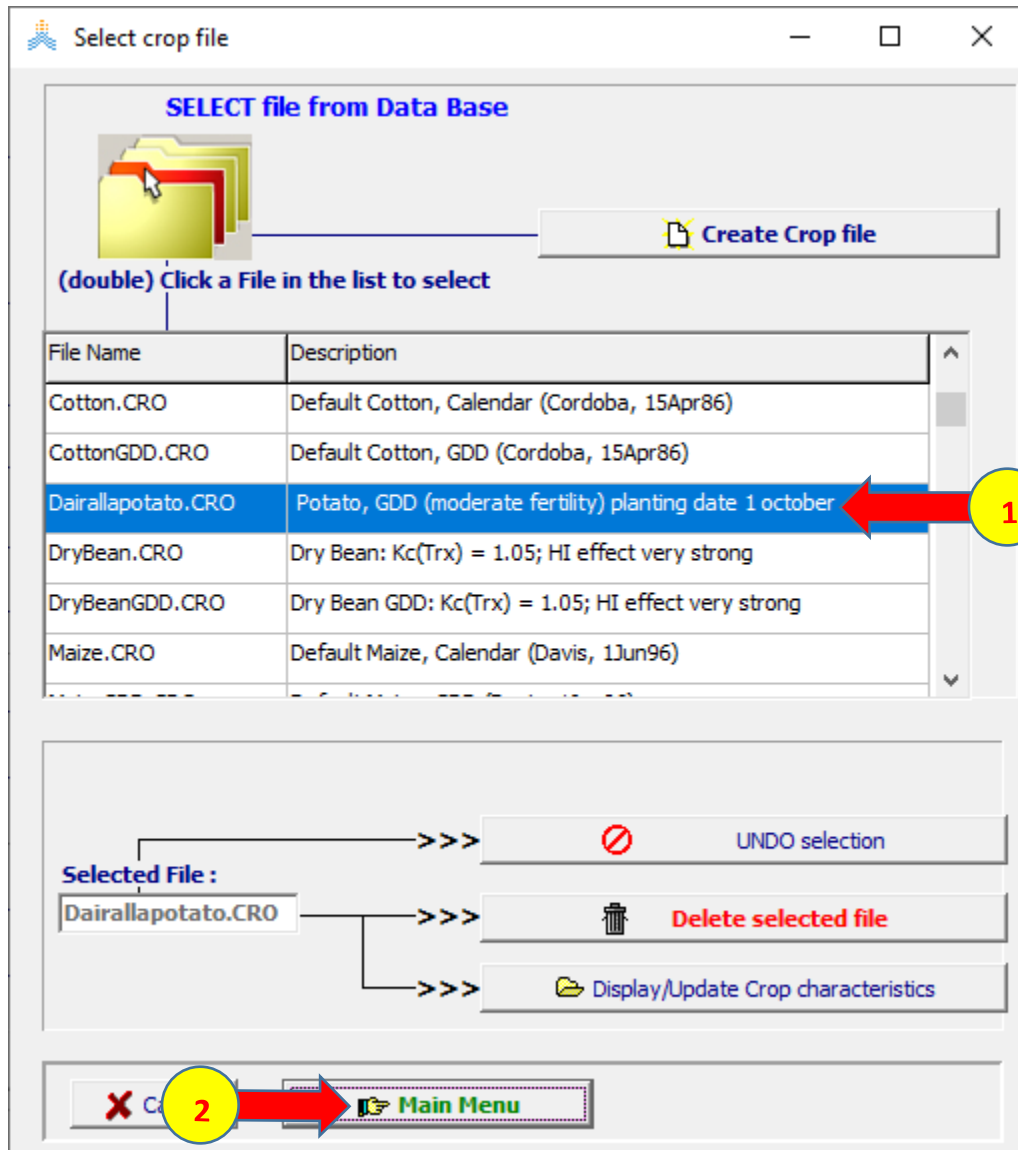 Select crop file
SELECT file from Data Base
Create Crop file
(double) Click a File in the list to select
File Name Description
Cotton.CRO Default Cotton, Calendar (Cordoba, 15Apr86)
CottonGDD.CRO Default Cotton, GDD (Cordoba, 15Apr86)
Dairallapotato.CRO Potato, GDD (moderate fertility) planting date 1 october
1
DryBean.CRO Dry Bean: Kc(Trx) = 1.05; HI effect very strong
DryBeanGDD.CRO Dry Bean GDD: Kc(Trx) = 1.05; HI effect very strong
Maize.CRO Default Maize, Calendar (Davis, 1Jun96)
>>> UNDO selection
Selected File :
Dairallapotato.CRO >>> Delete selected file
>>> Display/Update Crop characteristics
2 Main Menu